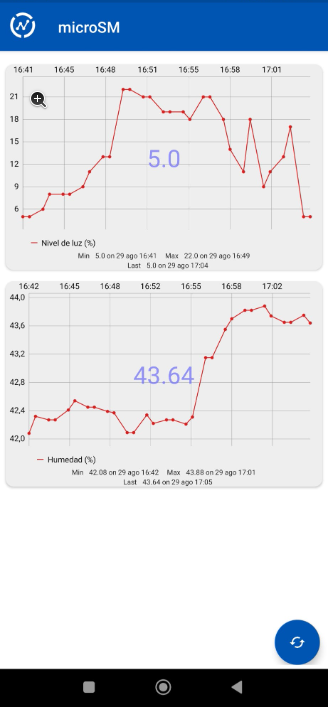 microSM
16:41 16:45 16:48 16:51 16:55 16:58 17:01
21
18
15
12
9
6
5.0
Nivel de luz (%)
Min 5.0 on 29 ago 16:41 Max 22.0 on 29 ago 16:49
Last 5.0 on 29 ago 17:04
16:42 16:45 16:48 16:52 16:55 16:58 17:02
44,0
43,6
43,2
42,8
42,4
42,0
43.64
Humedad (%)
Min 42.08 on 29 ago 16:42 Max 43.88 on 29 ago 17:01
Last 43.64 on 29 ago 17:05